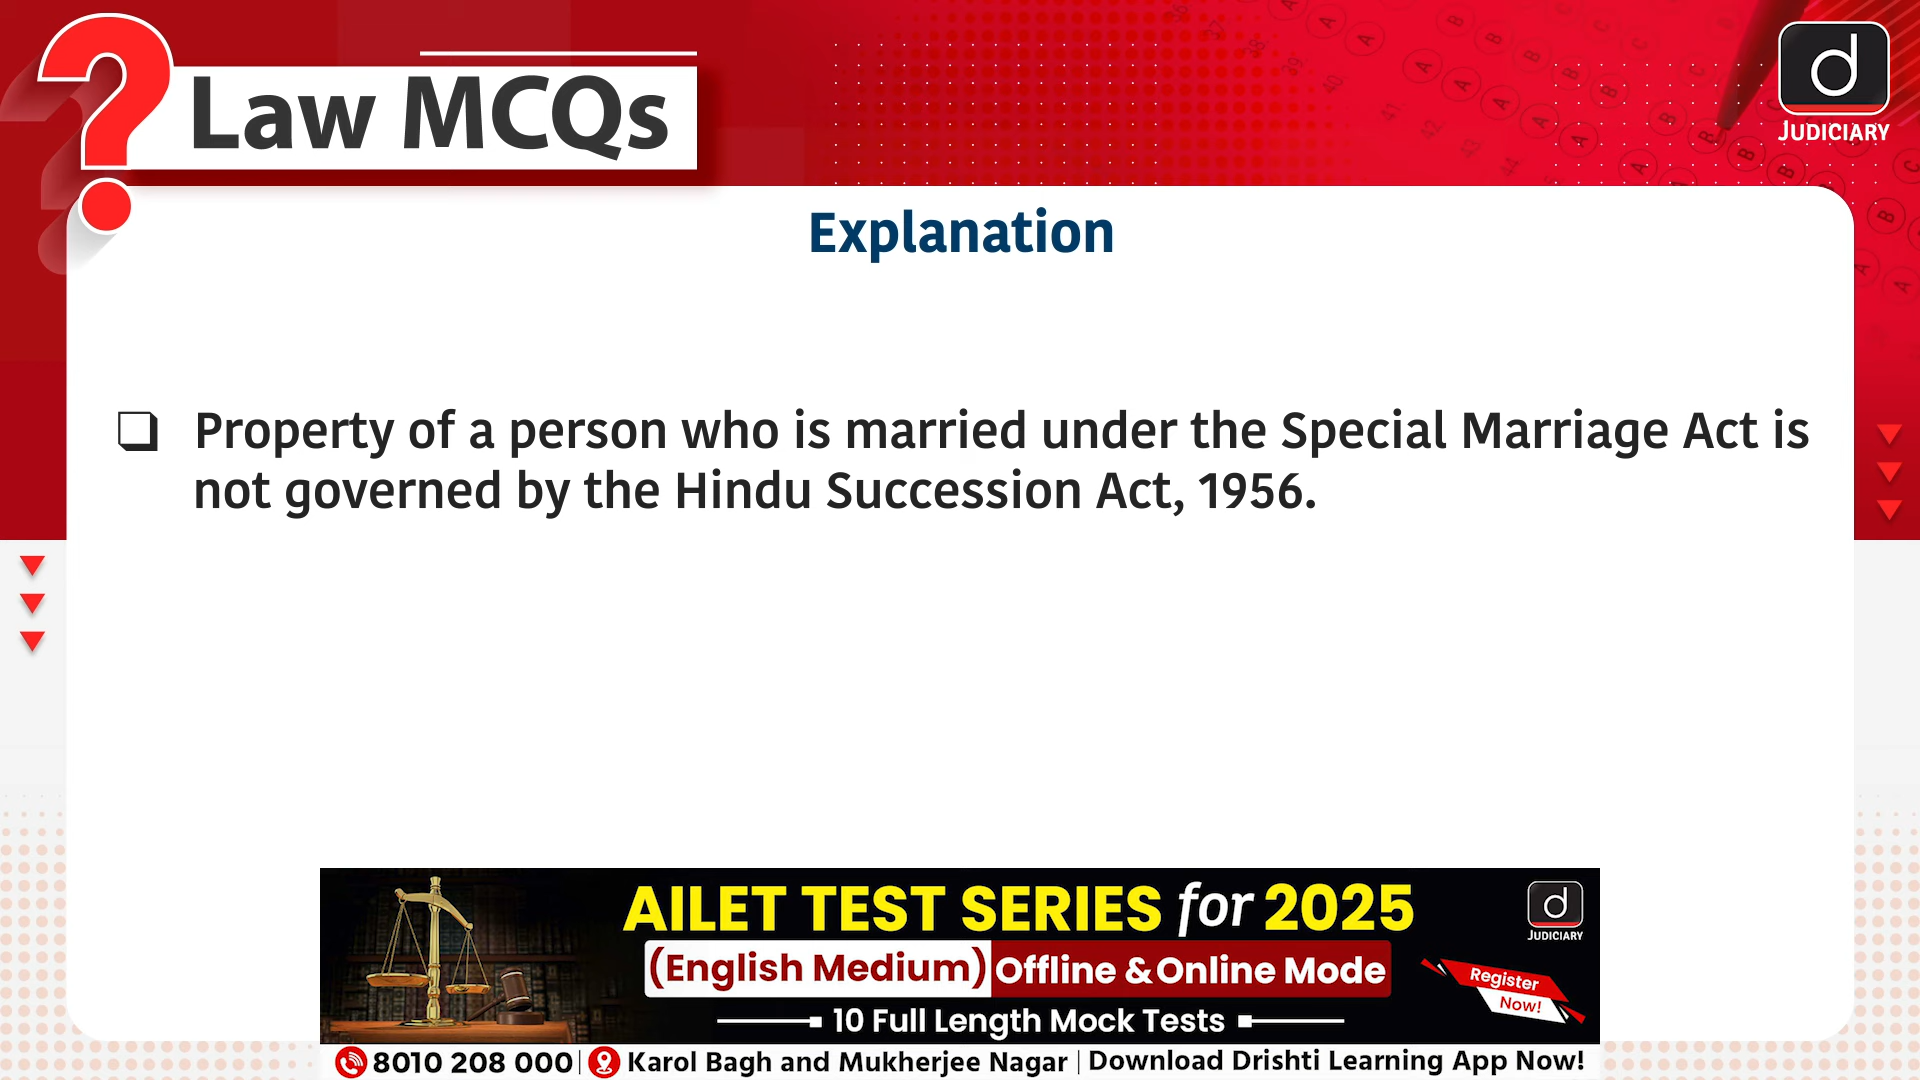 Law MCQs
d
JUDICIARY
Explanation
❑ Property of a person who is married under the Special Marriage Act is
not governed by the Hindu Succession Act, 1956.
AILET TEST SERIES for 2025
(English Medium) Offline & Online Mode
10 Full Length Mock Tests
Register
Now!
d
JUDICIARY
8010 208 000 | Karol Bagh and Mukherjee Nagar | Download Drishti Learning App Now!